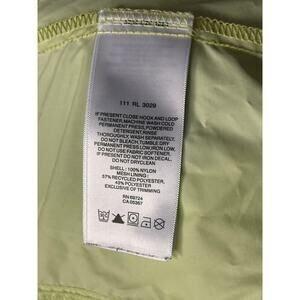 111 RL 3029
IF PRESENT CLOSE HOOK AND LOOP
FASTENER,MACHINE WASH COLD
PERMANENT PRESS,POWDERED
DETERGENT,RINSE
THOROUGHLY,WASH SEPARATELY,
DO NOT BLEACH,TUMBLE DRY
PERMANENT PRESS LOW,IRON LOW,
DO NOT USE FABRIC SOFTENER,
IF PRESENT DO NOT IRON DECAL,
DO NOT DRYCLEAN
SHELL : 100% NYLON
MESH LINING :
57% RECYCLED POLYESTER,
43% POLYESTER
EXCLUSIVE OF TRIMMING
RN 69724
CA 05367